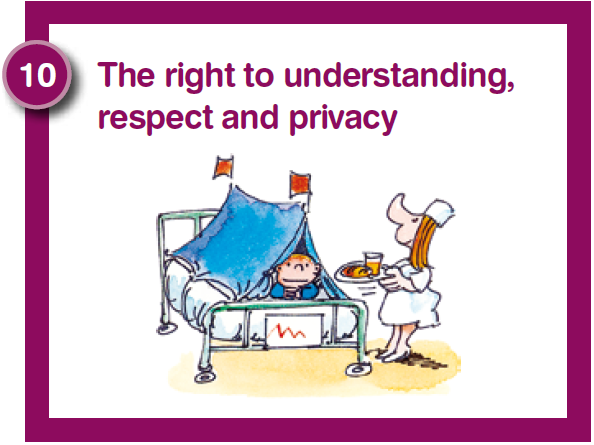 10
The right to understanding,
respect and privacy